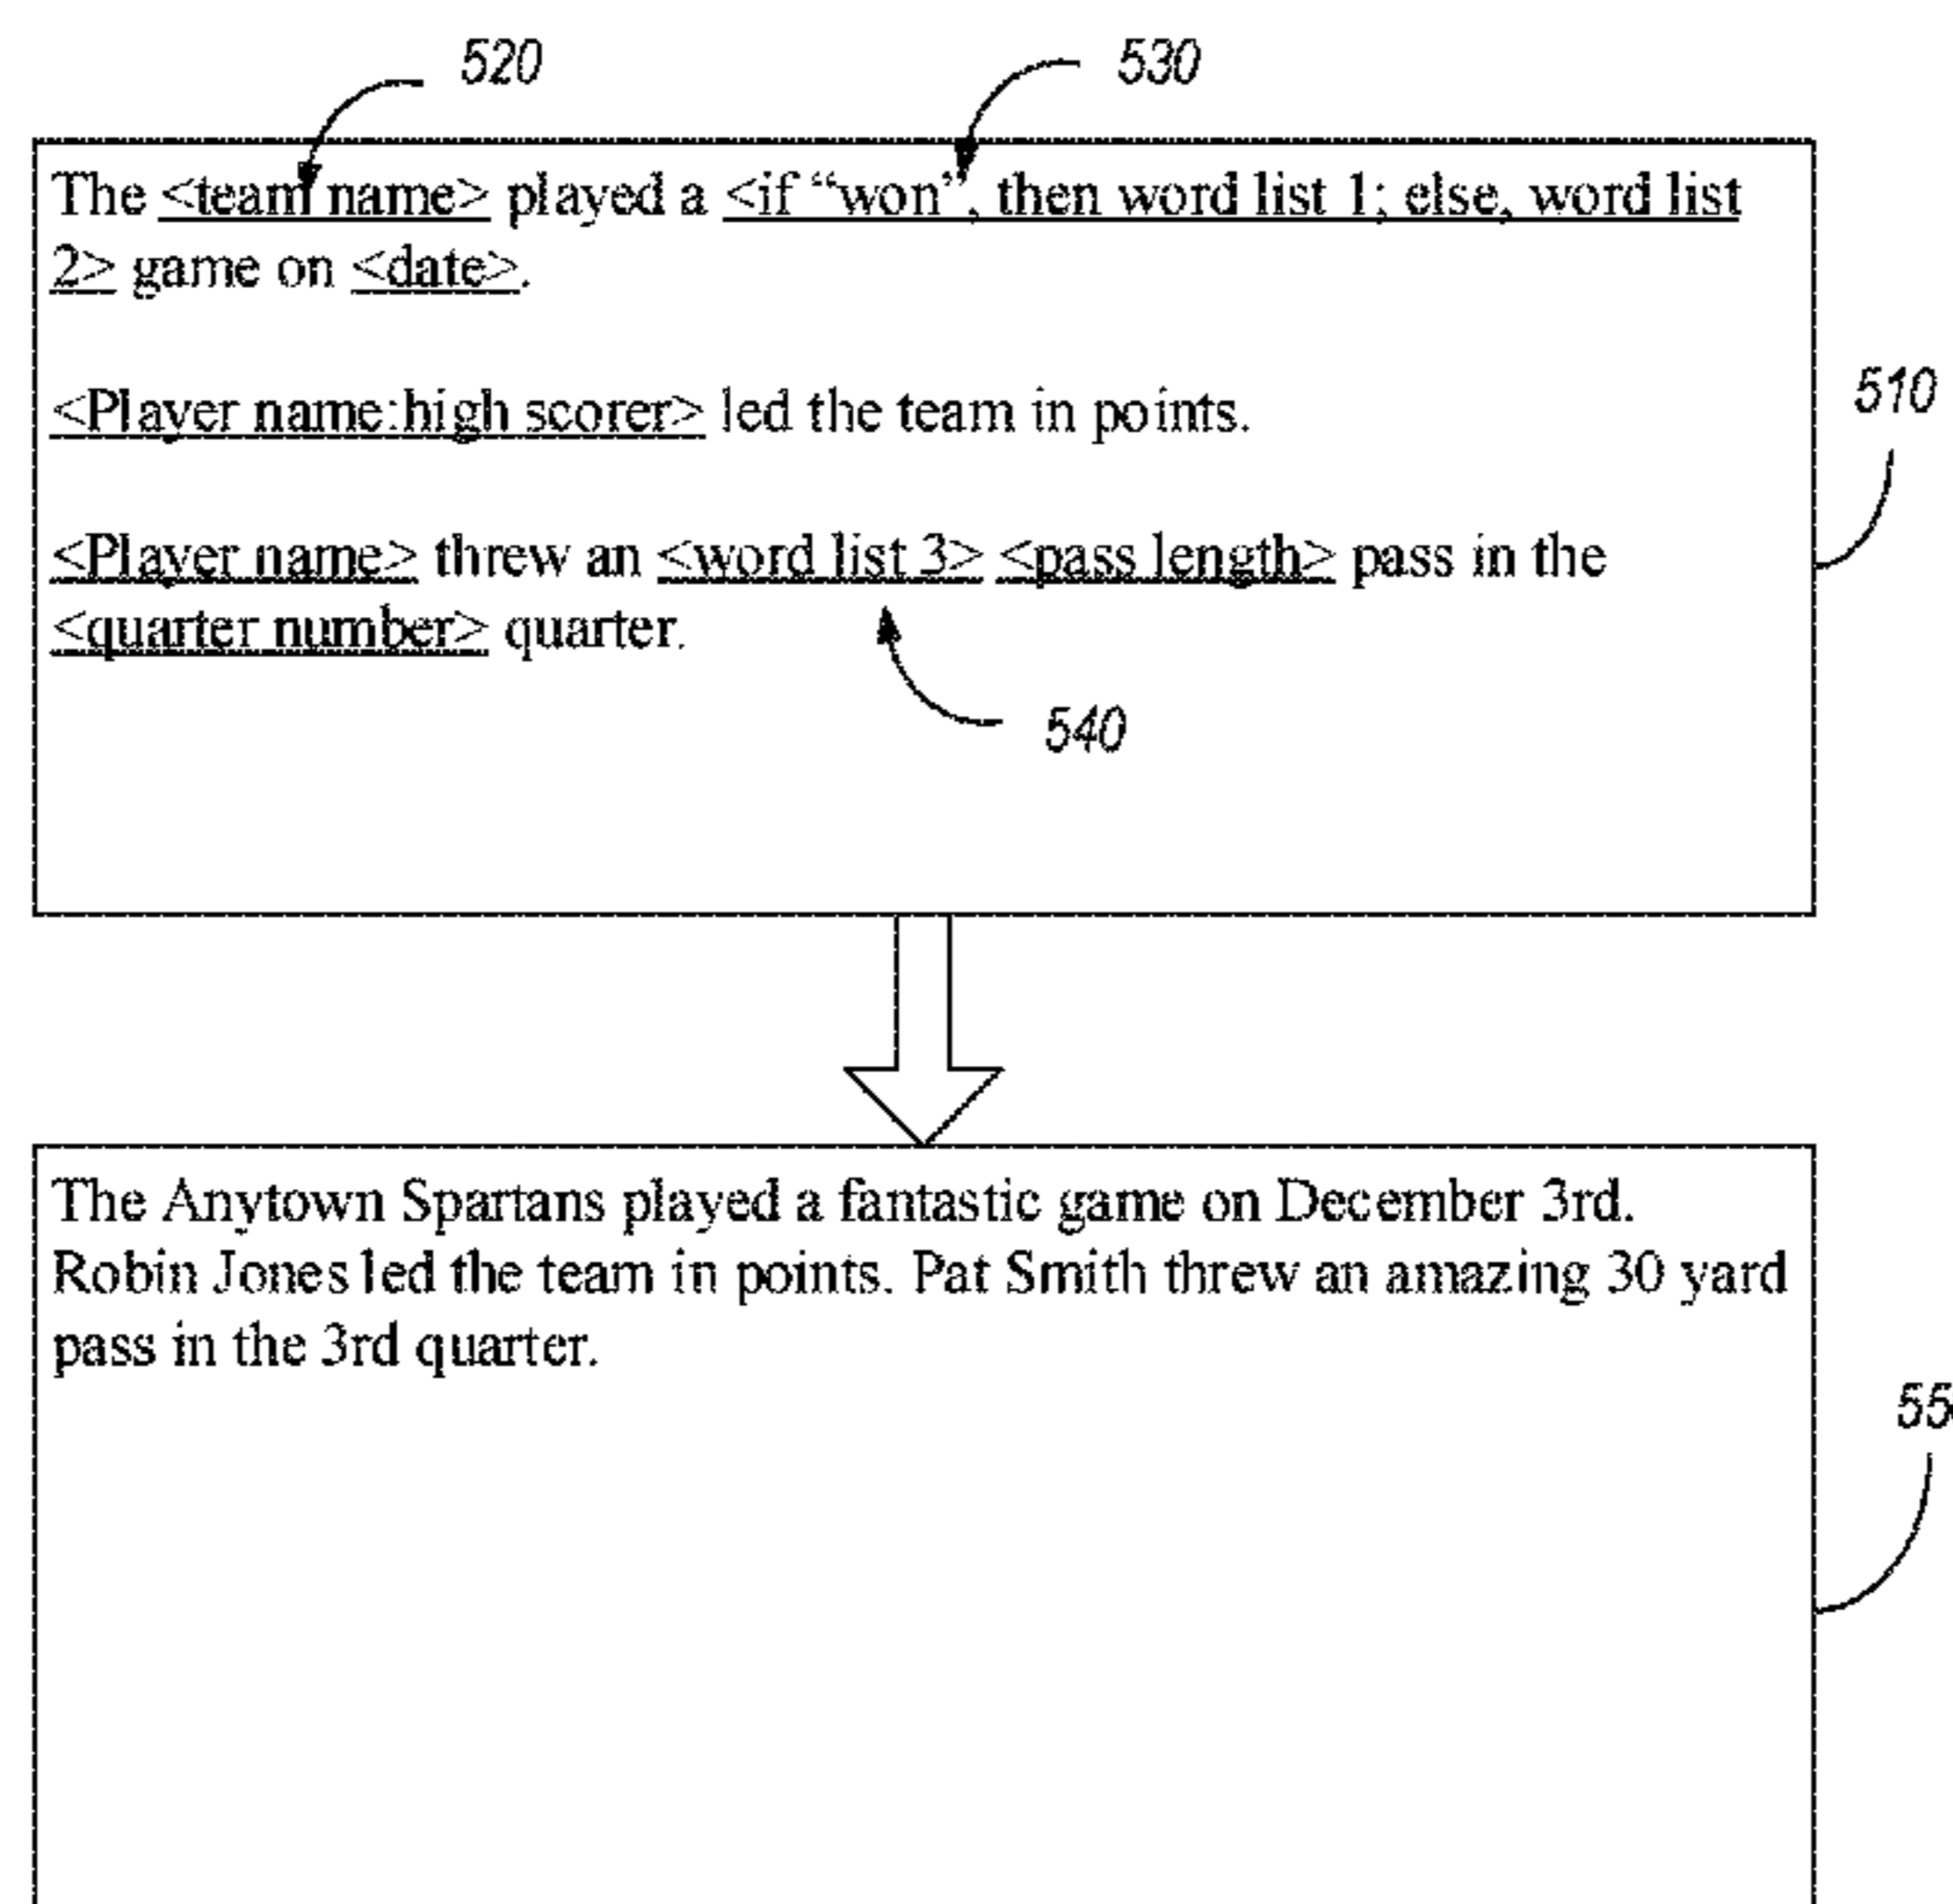 520
530
The <team name> played a <if “won”, then word list 1; else, word list
2> game on <date>.
510
<Player name:high scorer> led the team in points.
<Player name> threw an <word list 3> <pass length> pass in the
<quarter number> quarter.
540
The Anytown Spartans played a fantastic game on December 3rd.
Robin Jones led the team in points. Pat Smith threw an amazing 30 yard
pass in the 3rd quarter.